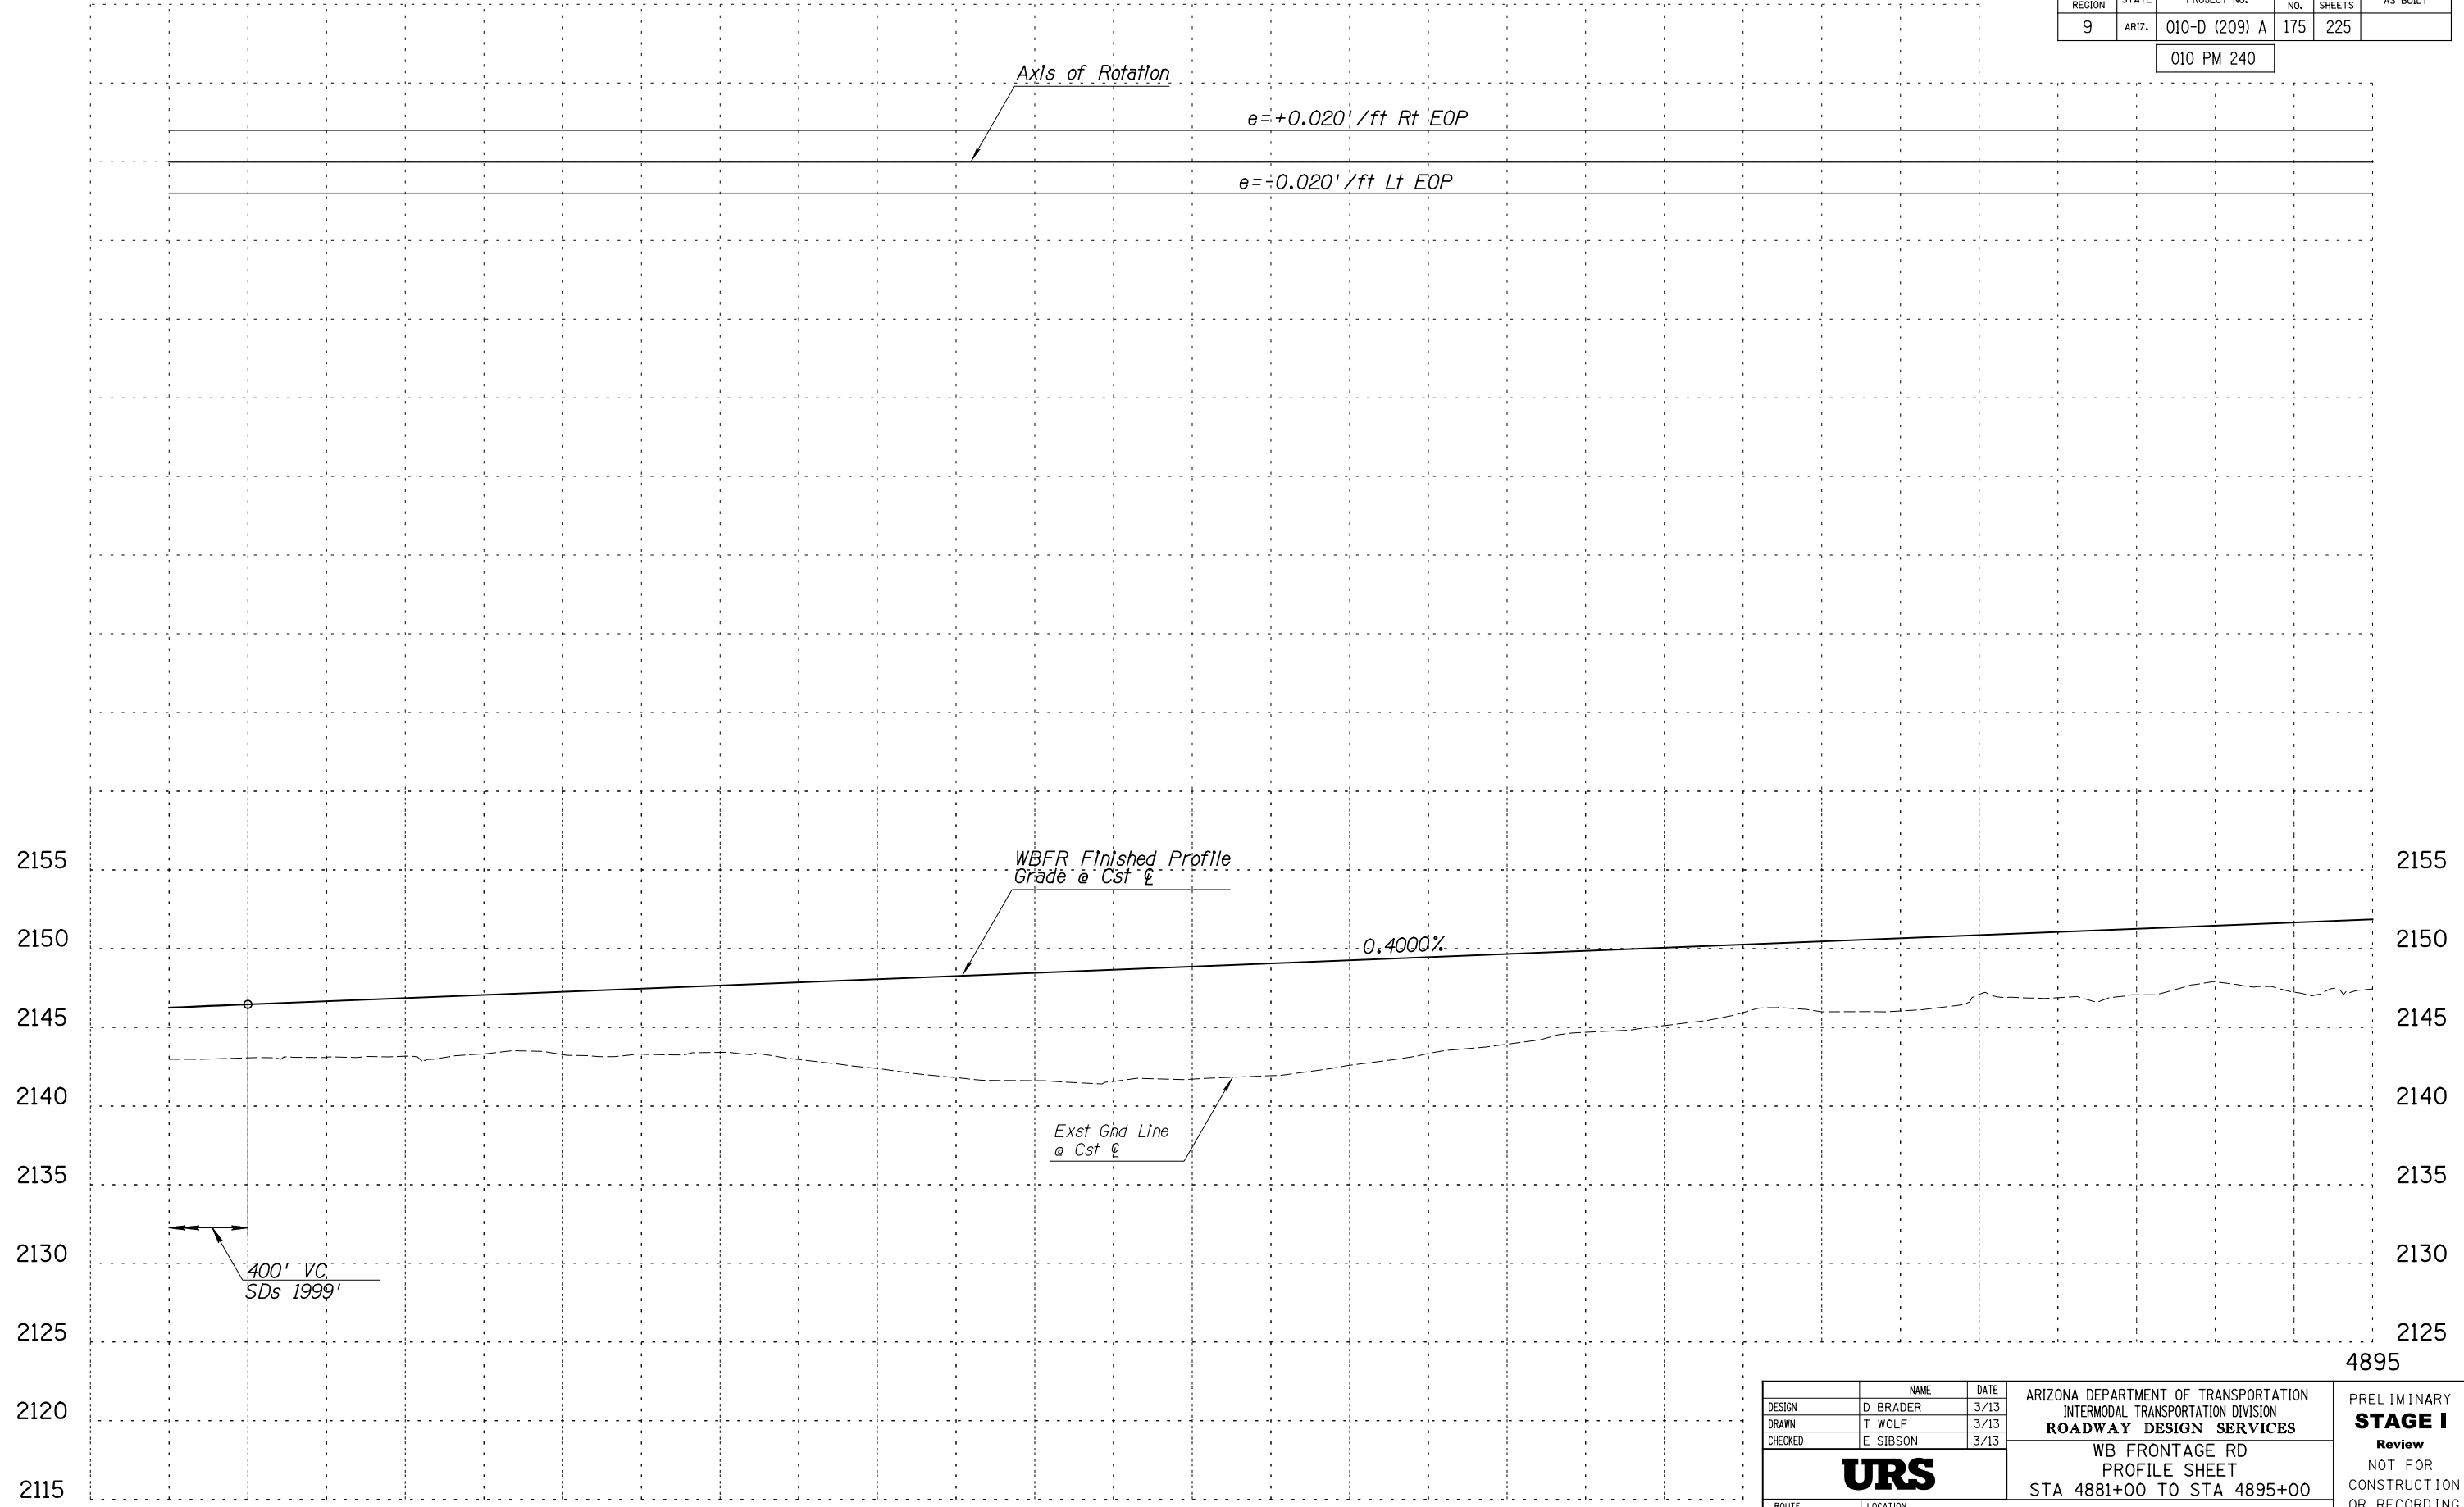 REGION STATE PROJECT NO. NO. SHEETS AS BUILT
9 ARIZ. 010-D (209) A 175 225
010 PM 240
Axis of Rotation
e=+0.020'/ft Rt EOP
e=-0.020'/ft Lt EOP
2155 2155
WBFR Finished Profile
Grade @ Cst ℄
2150 2150
0.4000%
2145 2145
2140 2140
Exst Gnd Line
@ Cst ℄
2135 2135
2130 2130
400' VC
SDs 1999'
2125 2125
4895
2120
2115
NAME DATE
DESIGN D BRADER 3/13
DRAWN T WOLF 3/13
CHECKED E SIBSON 3/13
URS
ROUTE LOCATION
ARIZONA DEPARTMENT OF TRANSPORTATION
INTERMODAL TRANSPORTATION DIVISION
ROADWAY DESIGN SERVICES
WB FRONTAGE RD
PROFILE SHEET
STA 4881+00 TO STA 4895+00
PRELIMINARY
STAGE I
Review
NOT FOR
CONSTRUCTION
OR RECORDING